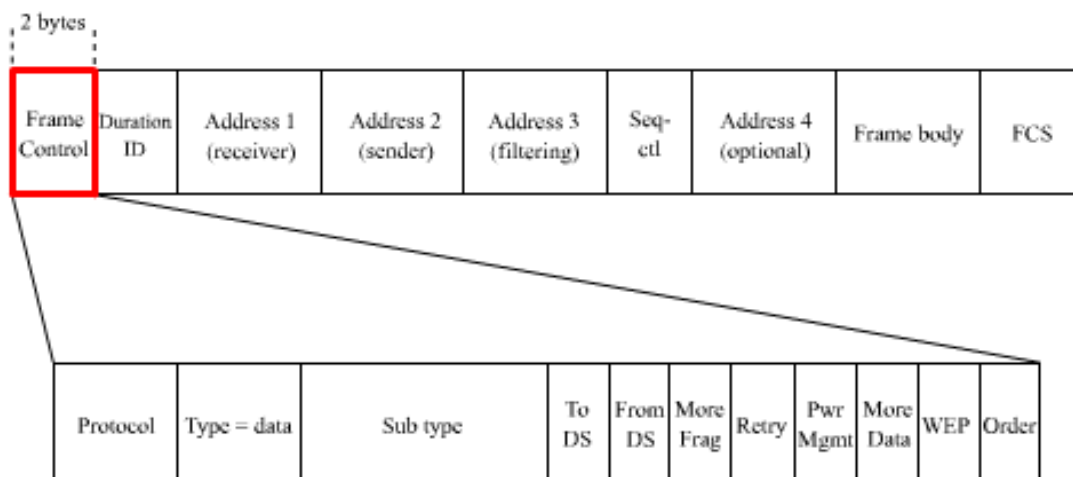 2 bytes
Frame
Control
Duration
ID
Address 1
(receiver)
Address 2
(sender)
Address 3
(filtering)
Seq-
ctl
Address 4
(optional)
Frame body
FCS
Protocol
Type = data
Sub type
To
DS
From
DS
More
Frag
Retry
Pwr
Mgmt
More
Data
WEP
Order